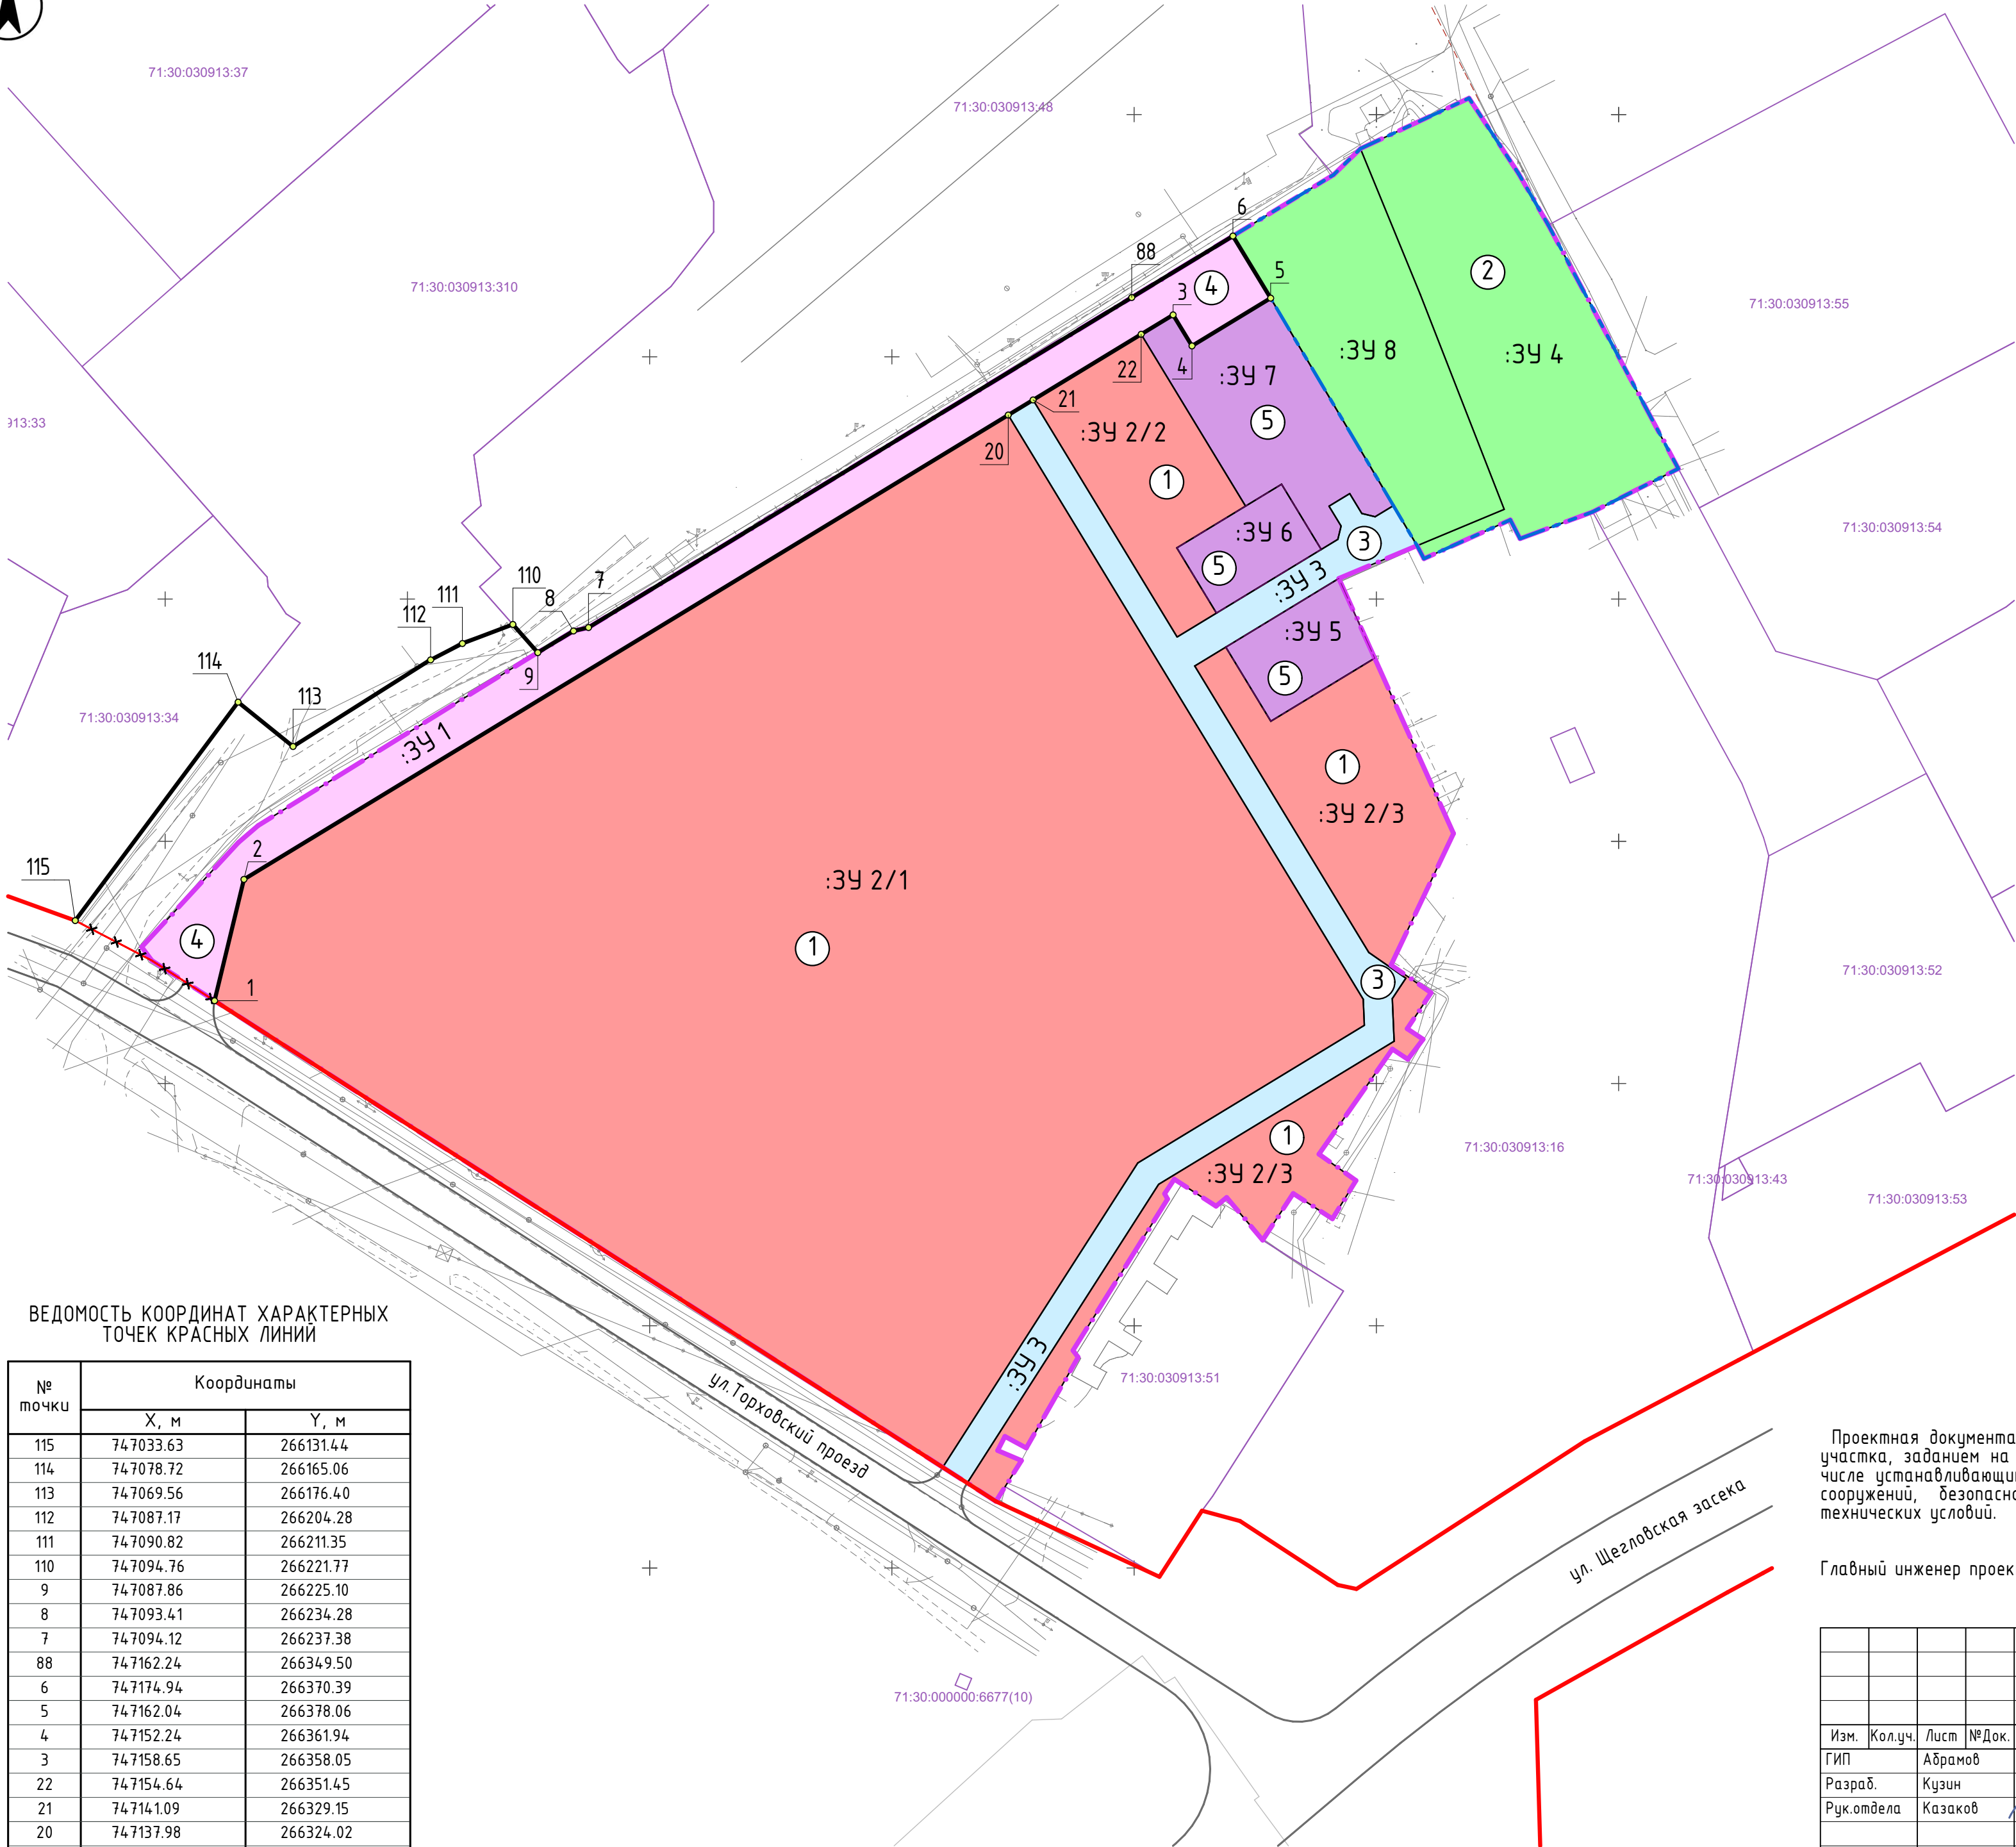 71:30:030913:37
71:30:030913:48
6
88
4
5
2
71:30:030913:310
3
71:30:030913:55
:ЗУ 8
:ЗУ 4
22
4
:ЗУ 7
21
913:33
:ЗУ 2/2
5
20
1
:ЗУ 6
71:30:030913:54
3
110
7
5
:ЗУ 3
111
8
112
:ЗУ 5
114
9
5
113
71:30:030913:34
:ЗУ 1
1
:ЗУ 2/3
2
115
:ЗУ 2/1
4
1
71:30:030913:52
3
1
1
71:30:030913:16
:ЗУ 2/3
71:30:030913:43
71:30:030913:53
:ЗУ 3
71:30:030913:51
ул.Торховский проезд
ул. Щегловская засека
71:30:000000:6677(10)
ВЕДОМОСТЬ КООРДИНАТ ХАРАКТЕРНЫХ
ТОЧЕК КРАСНЫХ ЛИНИЙ
№ точки Координаты
X, м Y, м
115 747033.63 266131.44
114 747078.72 266165.06
113 747069.56 266176.40
112 747087.17 266204.28
111 747090.82 266211.35
110 747094.76 266221.77
9 747087.86 266225.10
8 747093.41 266234.28
7 747094.12 266237.38
88 747162.24 266349.50
6 747174.94 266370.39
5 747162.04 266378.06
4 747152.24 266361.94
3 747158.65 266358.05
22 747154.64 266351.45
21 747141.09 266329.15
20 747137.98 266324.02
Проектная документа
участка, заданием на
числе устанавливающи
сооружений, безопасно
технических условий.
Главный инженер проек
Изм. Кол.уч. Лист №Док.
ГИП Абрамов
Разраб. Кузин
Рук.отдела Казаков